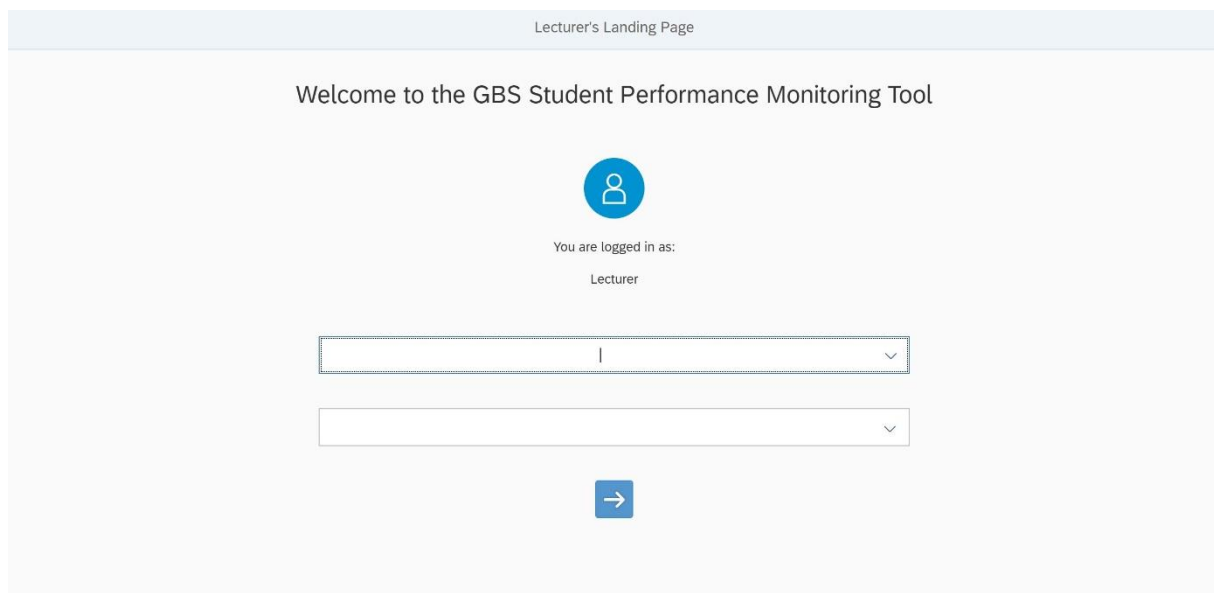 Lecturer's Landing Page
Welcome to the GBS Student Performance Monitoring Tool
You are logged in as:
Lecturer